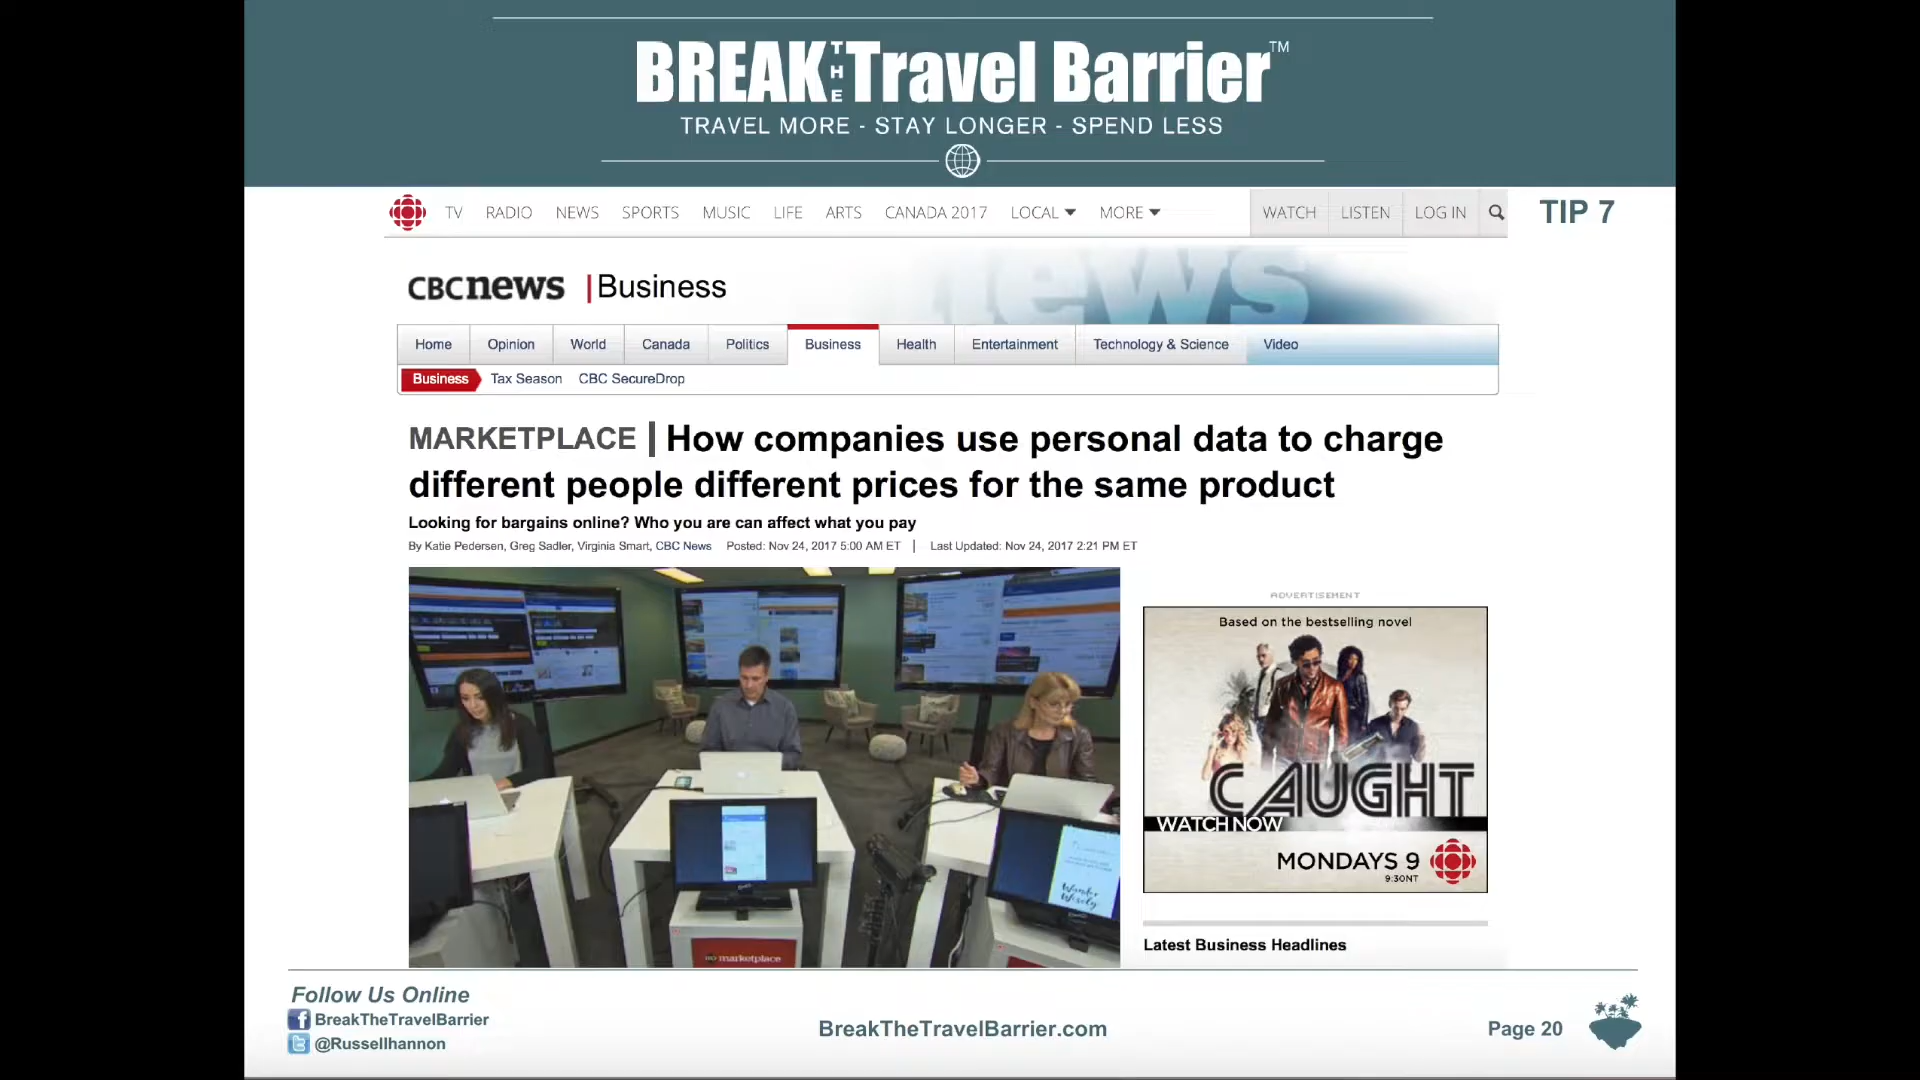 BREAK THE Travel Barrier™
TRAVEL MORE - STAY LONGER - SPEND LESS
TV RADIO NEWS SPORTS MUSIC LIFE ARTS CANADA 2017 LOCAL MORE WATCH LISTEN LOG IN
TIP 7
CBCnews | Business
news
Home Opinion World Canada Politics Business Health Entertainment Technology & Science Video
Business Tax Season CBC SecureDrop
MARKETPLACE | How companies use personal data to charge
different people different prices for the same product
Looking for bargains online? Who you are can affect what you pay
By Katie Pedersen, Greg Sadler, Virginia Smart, CBC News Posted: Nov 24, 2017 5:00 AM ET | Last Updated: Nov 24, 2017 2:21 PM ET
marketplace
Wander
Wisely
ADVERTISEMENT
Based on the bestselling novel
CAUGHT
WATCH NOW
MONDAYS 9
9:30NT
Latest Business Headlines
Follow Us Online
BreakTheTravelBarrier
@Russellhannon
BreakTheTravelBarrier.com
Page 20